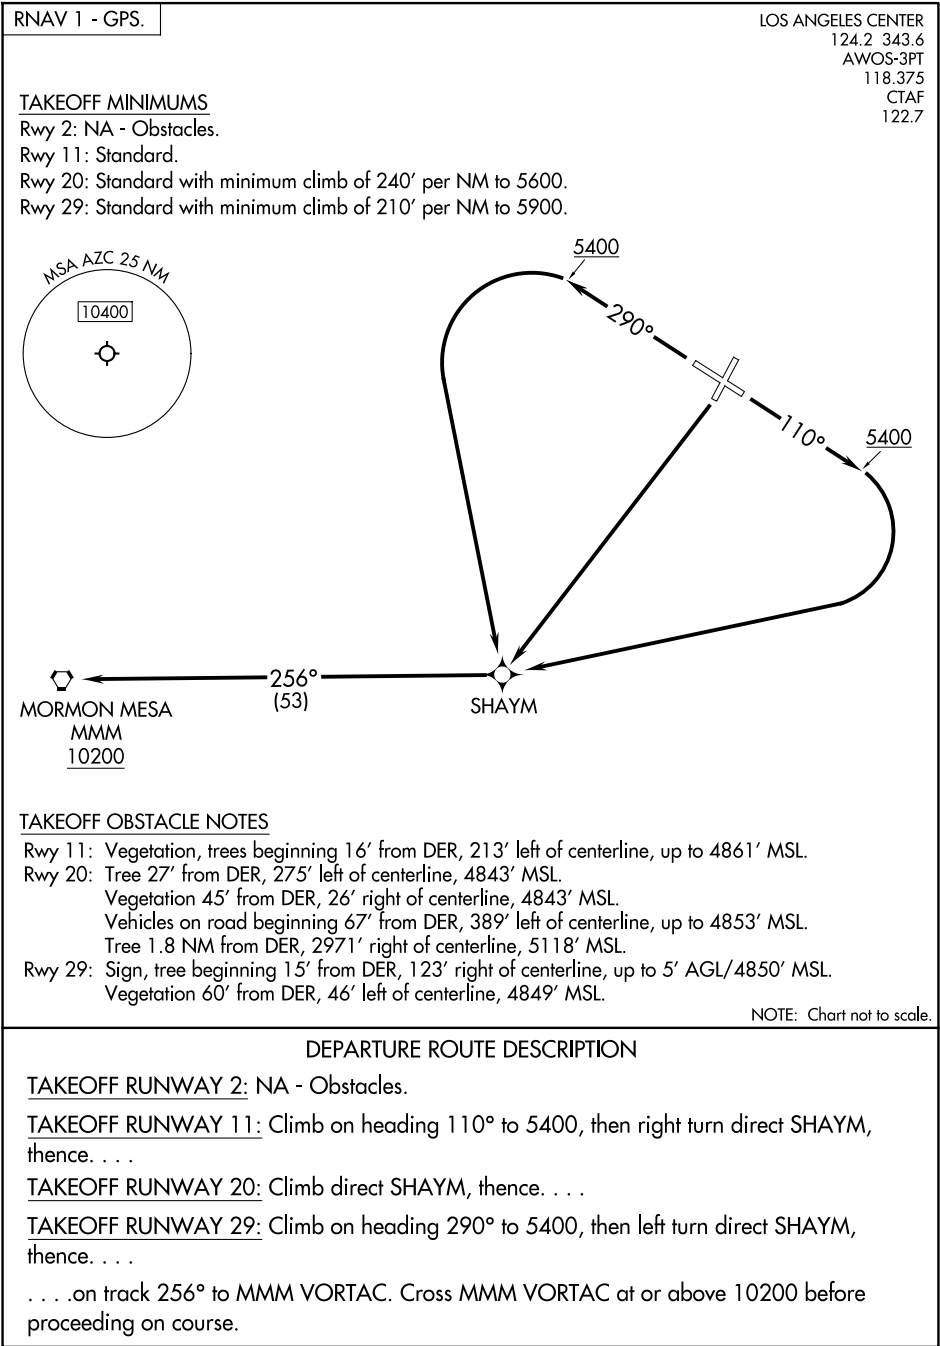 RNAV 1 - GPS.
LOS ANGELES CENTER
124.2 343.6
AWOS-3PT
118.375
CTAF
122.7
TAKEOFF MINIMUMS
Rwy 2: NA - Obstacles.
Rwy 11: Standard.
Rwy 20: Standard with minimum climb of 240’ per NM to 5600.
Rwy 29: Standard with minimum climb of 210’ per NM to 5900.
MSA AZC 25 NM
10400
5400
290°
110°
5400
256°
(53)
SHAYM
MORMON MESA
MMM
10200
TAKEOFF OBSTACLE NOTES
Rwy 11: Vegetation, trees beginning 16’ from DER, 213’ left of centerline, up to 4861’ MSL.
Rwy 20: Tree 27’ from DER, 275’ left of centerline, 4843’ MSL.
Vegetation 45’ from DER, 26’ right of centerline, 4843’ MSL.
Vehicles on road beginning 67’ from DER, 389’ left of centerline, up to 4853’ MSL.
Tree 1.8 NM from DER, 2971’ right of centerline, 5118’ MSL.
Rwy 29: Sign, tree beginning 15’ from DER, 123’ right of centerline, up to 5’ AGL/4850’ MSL.
Vegetation 60’ from DER, 46’ left of centerline, 4849’ MSL.
NOTE: Chart not to scale.
DEPARTURE ROUTE DESCRIPTION
TAKEOFF RUNWAY 2: NA - Obstacles.
TAKEOFF RUNWAY 11: Climb on heading 110° to 5400, then right turn direct SHAYM,
thence. . . .
TAKEOFF RUNWAY 20: Climb direct SHAYM, thence. . . .
TAKEOFF RUNWAY 29: Climb on heading 290° to 5400, then left turn direct SHAYM,
thence. . . .
. . . .on track 256° to MMM VORTAC. Cross MMM VORTAC at or above 10200 before
proceeding on course.